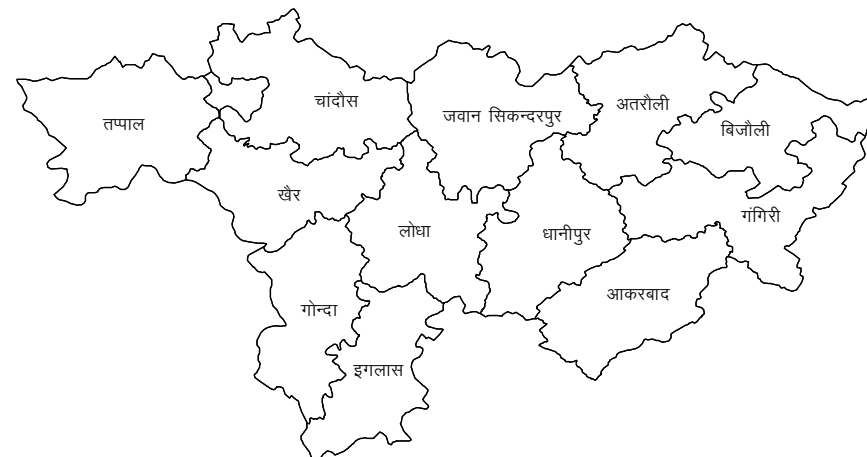 चांदौस
अतरौली
जवान सिकन्दरपुर
तप्पाल
बिजौली
खैर
गंगिरी
लोधा
धानीपुर
आकरबाद
गोन्दा
इगलास